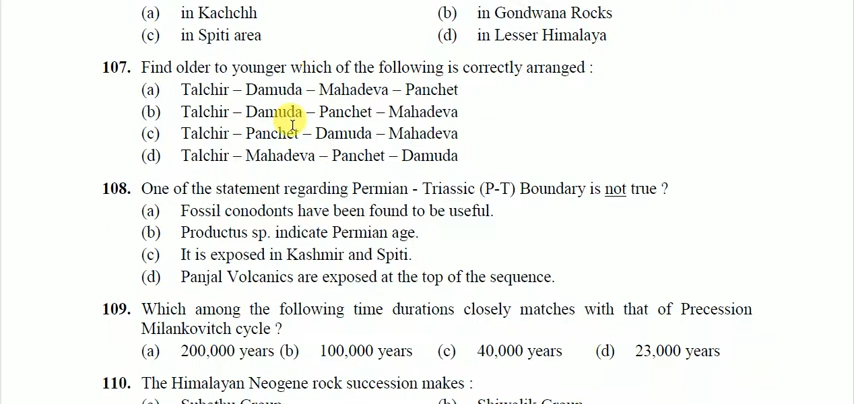 (a) in Kachchh (b) in Gondwana Rocks
(c) in Spiti area (d) in Lesser Himalaya
107. Find older to younger which of the following is correctly arranged :
(a) Talchir – Damuda – Mahadeva – Panchet
(b) Talchir – Damuda – Panchet – Mahadeva
(c) Talchir – Panchet – Damuda – Mahadeva
(d) Talchir – Mahadeva – Panchet – Damuda
108. One of the statement regarding Permian - Triassic (P-T) Boundary is not true ?
(a) Fossil conodonts have been found to be useful.
(b) Productus sp. indicate Permian age.
(c) It is exposed in Kashmir and Spiti.
(d) Panjal Volcanics are exposed at the top of the sequence.
109. Which among the following time durations closely matches with that of Precession
Milankovitch cycle ?
(a) 200,000 years (b) 100,000 years (c) 40,000 years (d) 23,000 years
110. The Himalayan Neogene rock succession makes :
(a) Subathu Group (b) Shiwalik Group